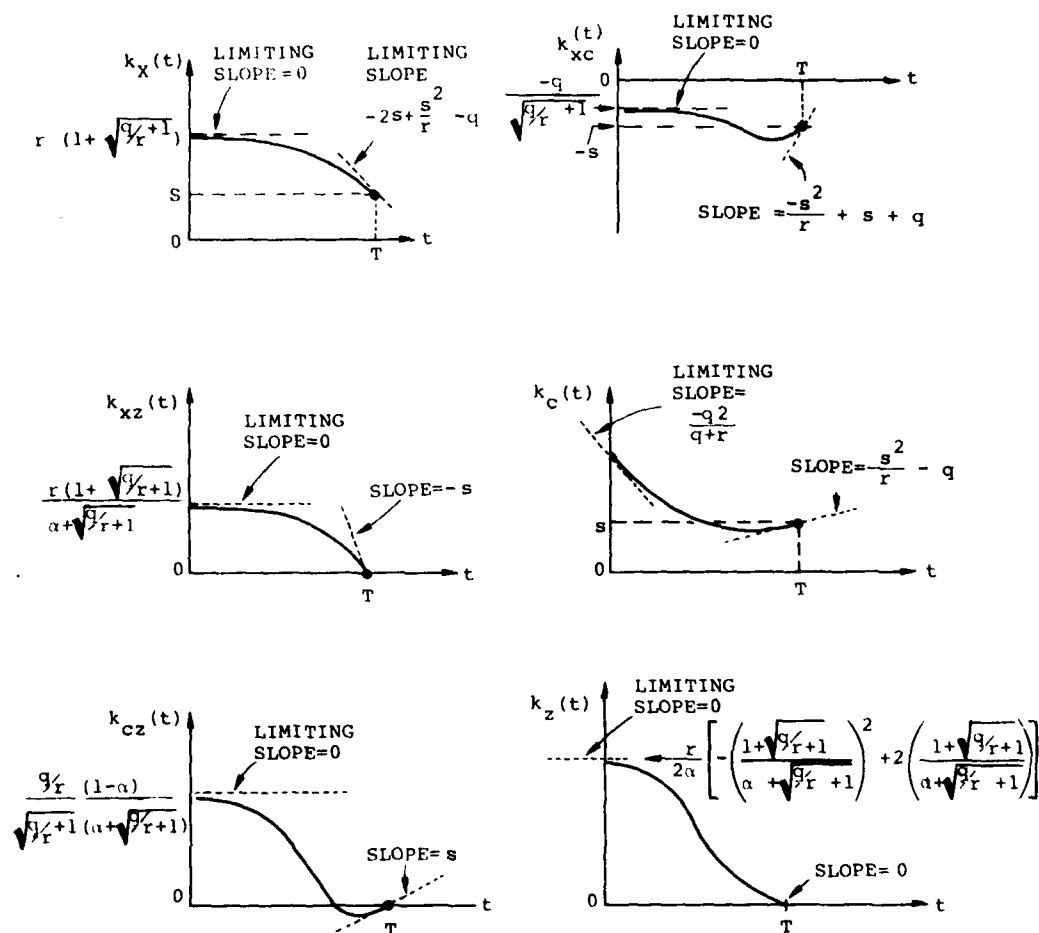 k_x(t)
LIMITING
SLOPE = 0
LIMITING
SLOPE
-2s + s²/r - q
r (1+ √(q/r +1))
s
0
T
t
k_xc(t)
LIMITING
SLOPE=0
T
t
0
-q / √(q/r +1)
-s
SLOPE = -s²/r + s + q
k_xz(t)
LIMITING
SLOPE=0
r(1+ √(q/r+1)) / α+√(q/r+1)
SLOPE=-s
0
T
t
k_c(t)
LIMITING
SLOPE=
-q 2 / q+r
SLOPE= s²/r - q
s
0
T
t
k_cz(t)
LIMITING
SLOPE=0
q/r (1-α) / √(q/r+1) (α+√(q/r+1))
SLOPE= s
0
T
t
k_z(t)
LIMITING
SLOPE=0
r/2α [ -( 1+√(q/r+1) / α +√(q/r +1) )² +2 ( 1+√(q/r+1) / α+√(q/r +1) ) ]
SLOPE= 0
0
T
t